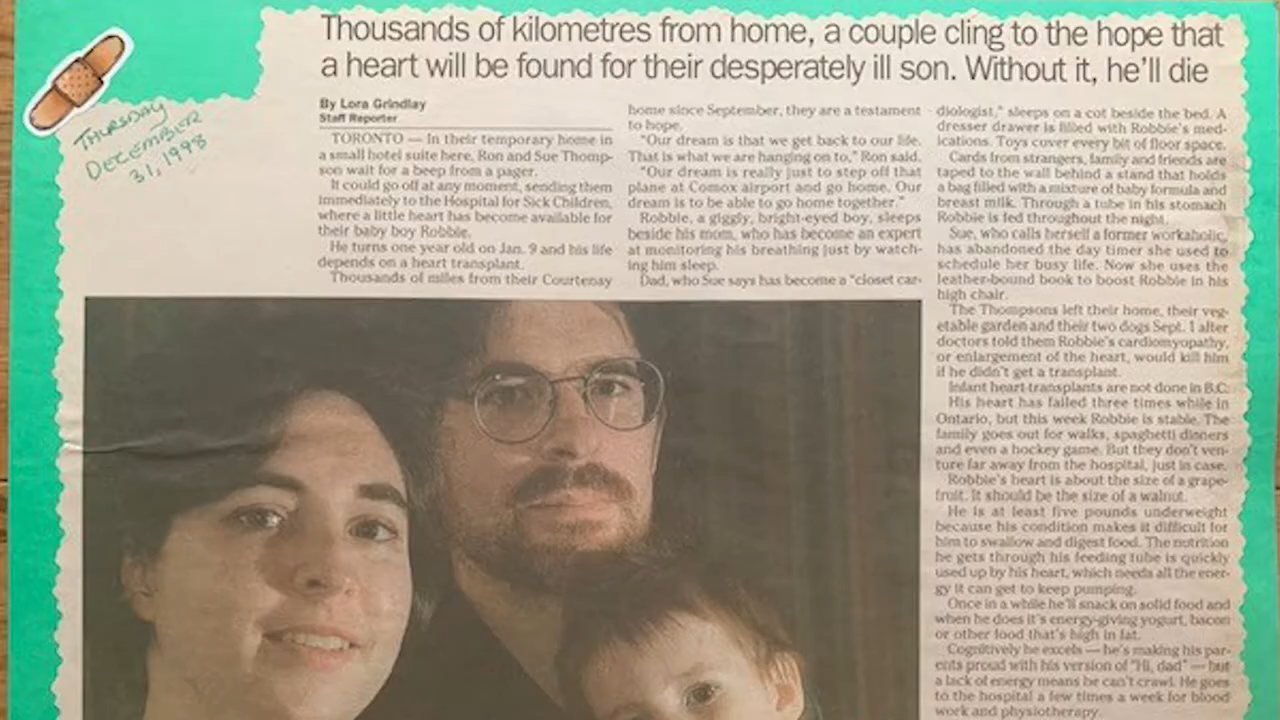 Thousands of kilometres from home, a couple cling to the hope that
a heart will be found for their desperately ill son. Without it, he'll die
THURSDAY
DECEMBER
31, 1998
By Lora Grindlay
Staff Reporter
TORONTO — In their temporary home in
a small hotel suite here, Ron and Sue Thomp-
son wait for a beep from a pager.
It could go off at any moment, sending them
immediately to the Hospital for Sick Children,
where a little heart has become available for
their baby boy Robbie.
He turns one year old on Jan. 9 and his life
depends on a heart transplant.
Thousands of miles from their Courtenay
home since September, they are a testament
to hope.
"Our dream is that we get back to our life.
That is what we are hanging on to," Ron said.
"Our dream is really just to step off that
plane at Comox airport and go home. Our
dream is to be able to go home together."
Robbie, a giggly, bright-eyed boy, sleeps
beside his mom, who has become an expert
at monitoring his breathing just by watch-
ing him sleep.
Dad, who Sue says has become a "closet car-
diologist," sleeps on a cot beside the bed. A
dresser drawer is filled with Robbie's med-
ications. Toys cover every bit of floor space.
Cards from strangers, family and friends are
taped to the wall behind a stand that holds
a bag filled with a mixture of baby formula and
breast milk. Through a tube in his stomach
Robbie is fed throughout the night.
Sue, who calls herself a former workaholic,
has abandoned the day timer she used to
schedule her busy life. Now she uses the
leather-bound book to boost Robbie in his
high chair.
The Thompsons left their home, their veg-
etable garden and their two dogs Sept. 1 after
doctors told them Robbie's cardiomyopathy,
or enlargement of the heart, would kill him
if he didn't get a transplant.
Infant heart-transplants are not done in B.C.
His heart has failed three times while in
Ontario, but this week Robbie is stable. The
family goes out for walks, spaghetti dinners
and even a hockey game. But they don't ven-
ture far away from the hospital, just in case.
Robbie's heart is about the size of a grape-
fruit. It should be the size of a walnut.
He is at least five pounds underweight
because his condition makes it difficult for
him to swallow and digest food. The nutrition
he gets through his feeding tube is quickly
used up by his heart, which needs all the ener-
gy it can get to keep pumping.
Once in a while he'll snack on solid food and
when he does it's energy-giving yogurt, bacon
or other food that's high in fat.
Cognitively he excels — he's making his par-
ents proud with his version of "Hi, dad" — but
a lack of energy means he can't crawl. He goes
to the hospital a few times a week for blood
work and physiotherapy.